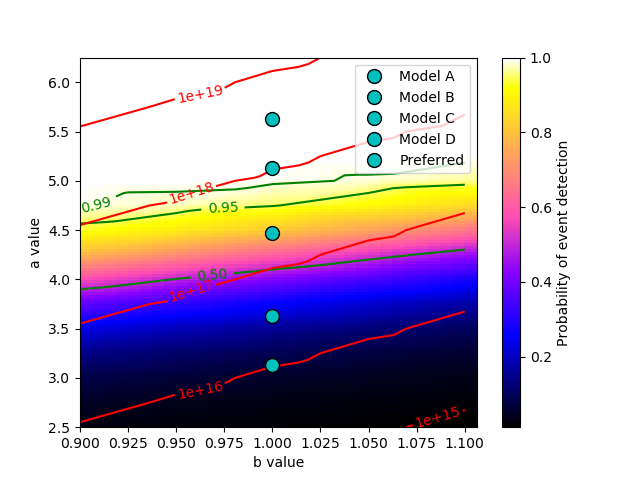 Model A
Model B
Model C
Model D
Preferred
1e+19
1e+18
0.99
0.95
0.50
1e+17
1e+16
1e+15
6.0
5.5
5.0
4.5
4.0
3.5
3.0
2.5
a value
0.900 0.925 0.950 0.975 1.000 1.025 1.050 1.075 1.100
b value
1.0
0.8
0.6
0.4
0.2
Probability of event detection